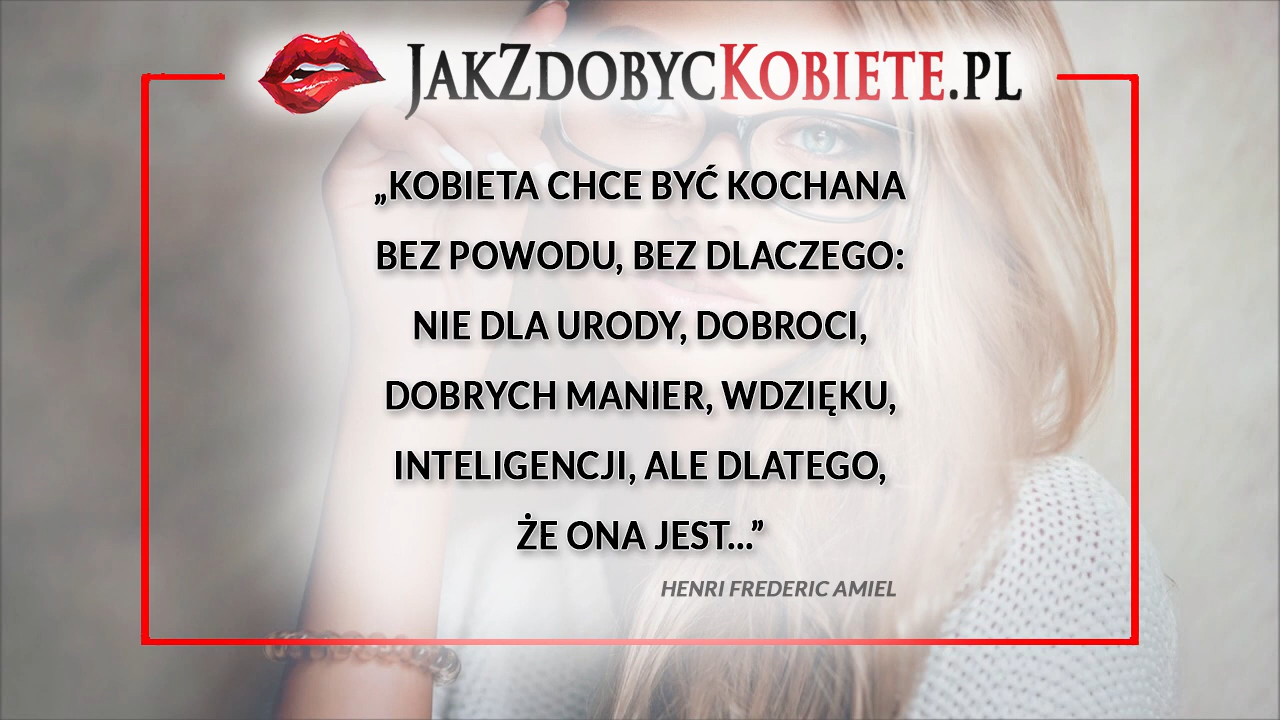 JAKZDOBYCKOBIETE.PL
„KOBIETA CHCE BYĆ KOCHANA
BEZ POWODU, BEZ DLACZEGO:
NIE DLA URODY, DOBROCI,
DOBRYCH MANIER, WDZIĘKU,
INTELIGENCJI, ALE DLATEGO,
ŻE ONA JEST...”
HENRI FREDERIC AMIEL